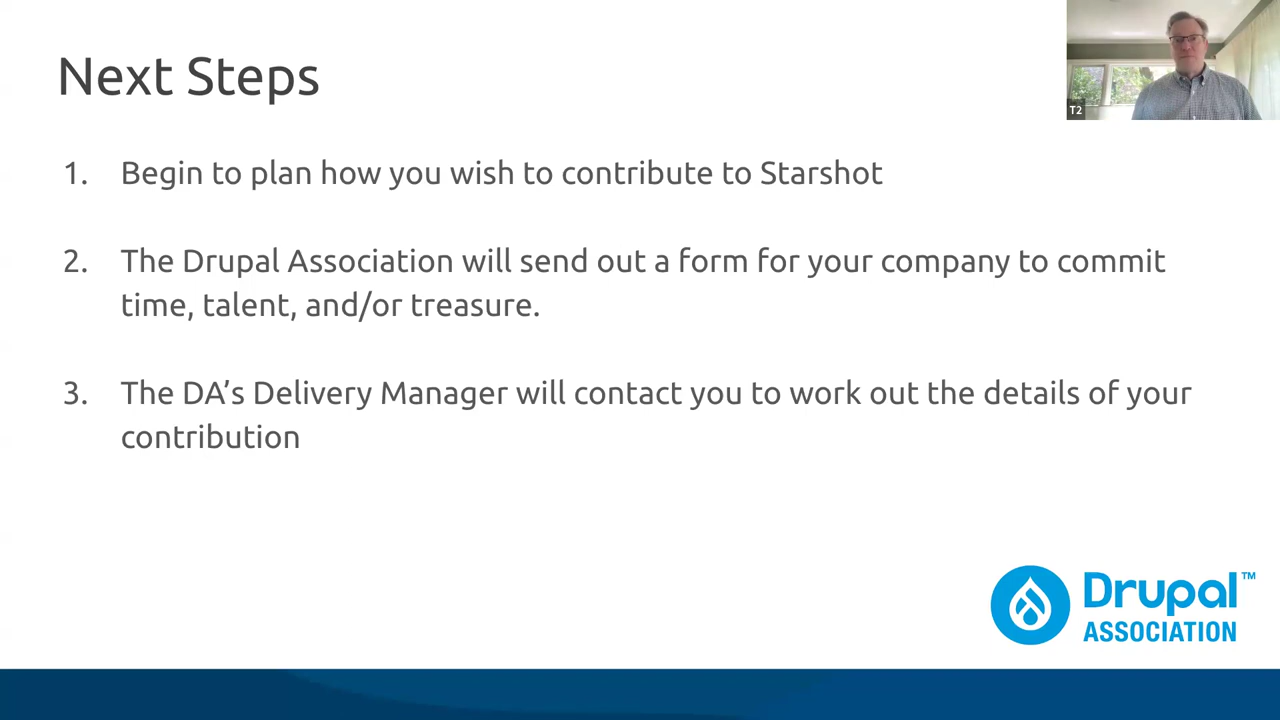 Next Steps
T2
1. Begin to plan how you wish to contribute to Starshot
2. The Drupal Association will send out a form for your company to commit
time, talent, and/or treasure.
3. The DA’s Delivery Manager will contact you to work out the details of your
contribution
Drupal™
ASSOCIATION